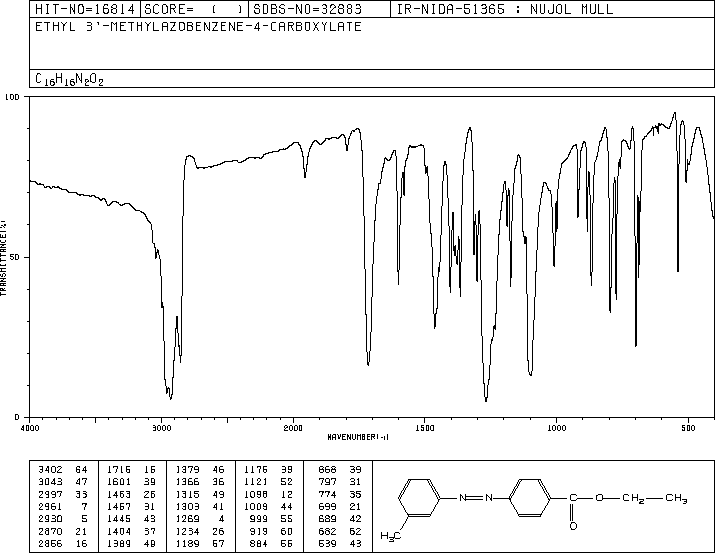 HIT-NO=16814 SCORE= ( ) SDBS-NO=32883 IR-NIDA-51365 : NUJOL MULL
ETHYL 3'-METHYLAZOBENZENE-4-CARBOXYLATE
C16H16N2O2
100
50
0
TRANSMITTANCE(%)
4000 3000 2000 1500 1000 500
WAVENUMBER(-1)
3402 64 1716 16 1379 46 1175 39 868 39
3043 47 1601 39 1366 36 1121 52 797 31
2997 33 1463 26 1315 49 1098 12 774 35
2961 7 1457 31 1303 41 1009 44 699 21
2930 5 1445 43 1269 4 999 55 689 42
2870 21 1404 37 1234 26 919 60 682 52
2856 16 1389 49 1189 57 884 55 539 43
N N C O CH2 CH3
O
H3C